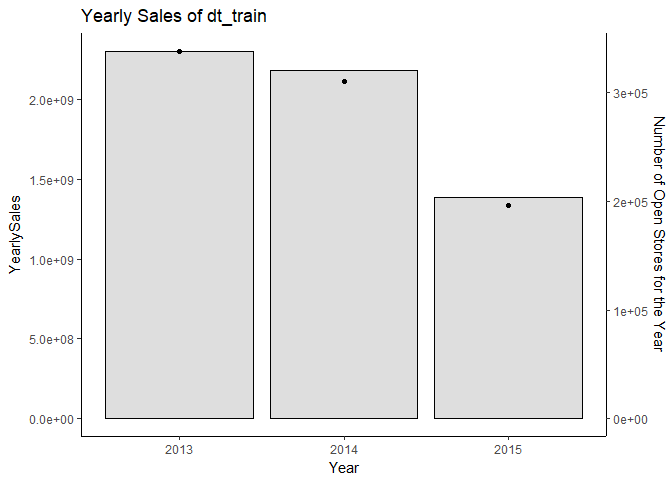 Yearly Sales of dt_train
YearlySales
2.0e+09
1.5e+09
1.0e+09
5.0e+08
0.0e+00
3e+05
2e+05
1e+05
0e+00
Number of Open Stores for the Year
2013 2014 2015
Year